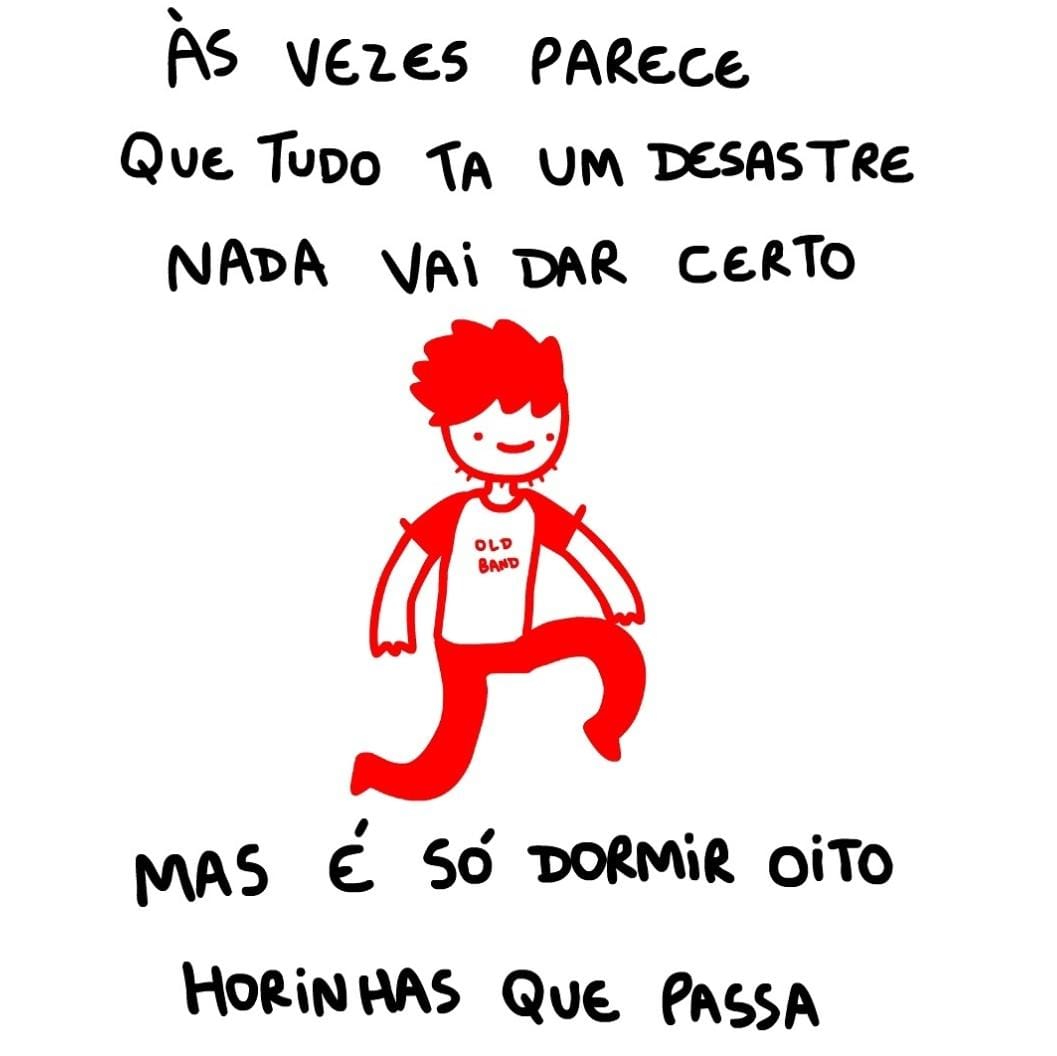 ÀS VEZES PARECE
QUE TUDO TA UM DESASTRE
NADA VAi DAR CERTO
OLD
BAND
MAS É SÓ DORMiR OiTO
HORiNHAS QUE PASSA